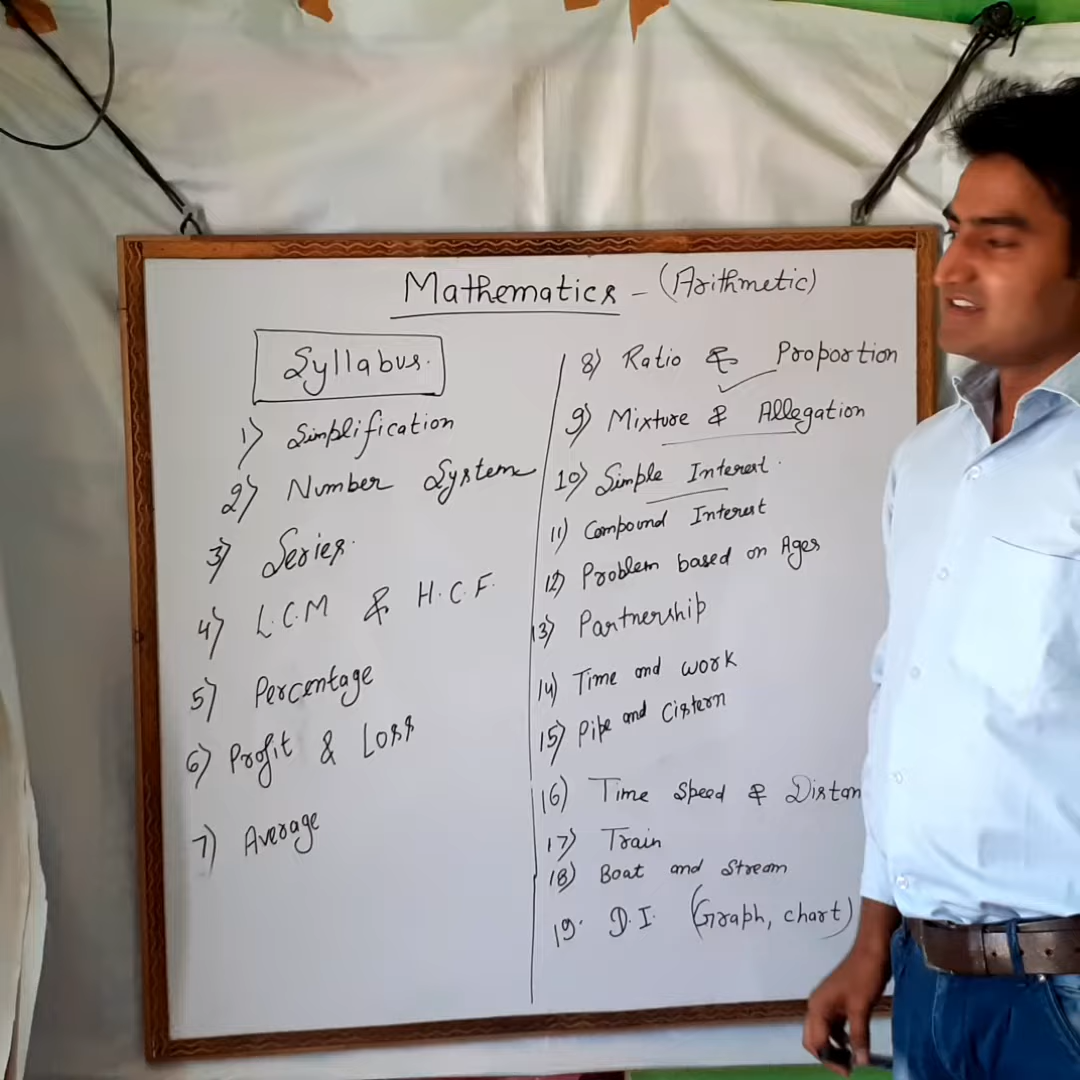 Mathematics - (Arithmetic)
Syllabus.
1) Simplification
2) Number System
3) Series.
4) L.C.M & H.C.F.
5) Percentage
6) Profit & Loss
7) Average
8) Ratio & Proportion
9) Mixture & Allegation
10) Simple Interest.
11) Compound Interest
12) Problem based on Ages
13) Partnership
14) Time and work
15) Pipe and Cistern
16) Time Speed & Distan
17) Train
18) Boat and Stream
19. D.I. (Graph, chart)